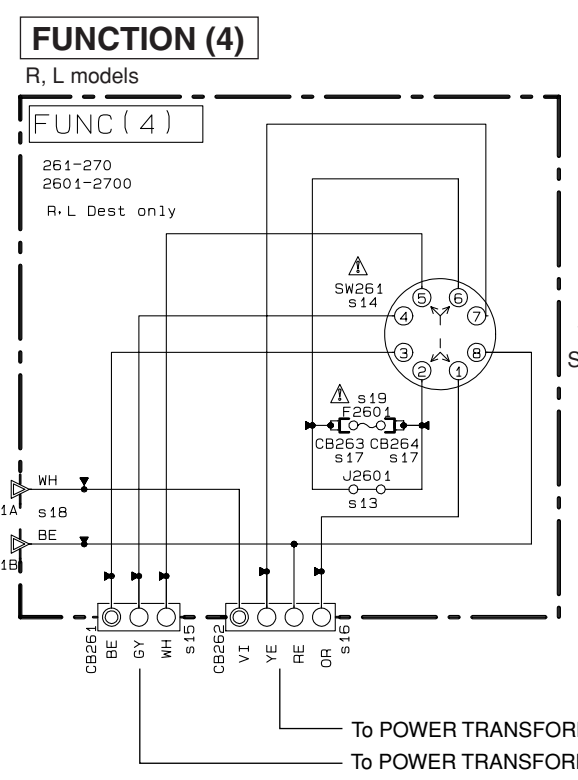 FUNCTION (4)
R, L models
FUNC(4)
261-270
2601-2700
R,L Dest only
SW261
s14
5
6
4
7
3
8
2
1
s19
F2601
CB263 CB264
s17 s17
J2601
s13
WH
1A s18
BE
1B
S
CB261
BE
GY
WH
s15
CB262
VI
YE
RE
OR
s16
To POWER TRANSFOR
To POWER TRANSFOR